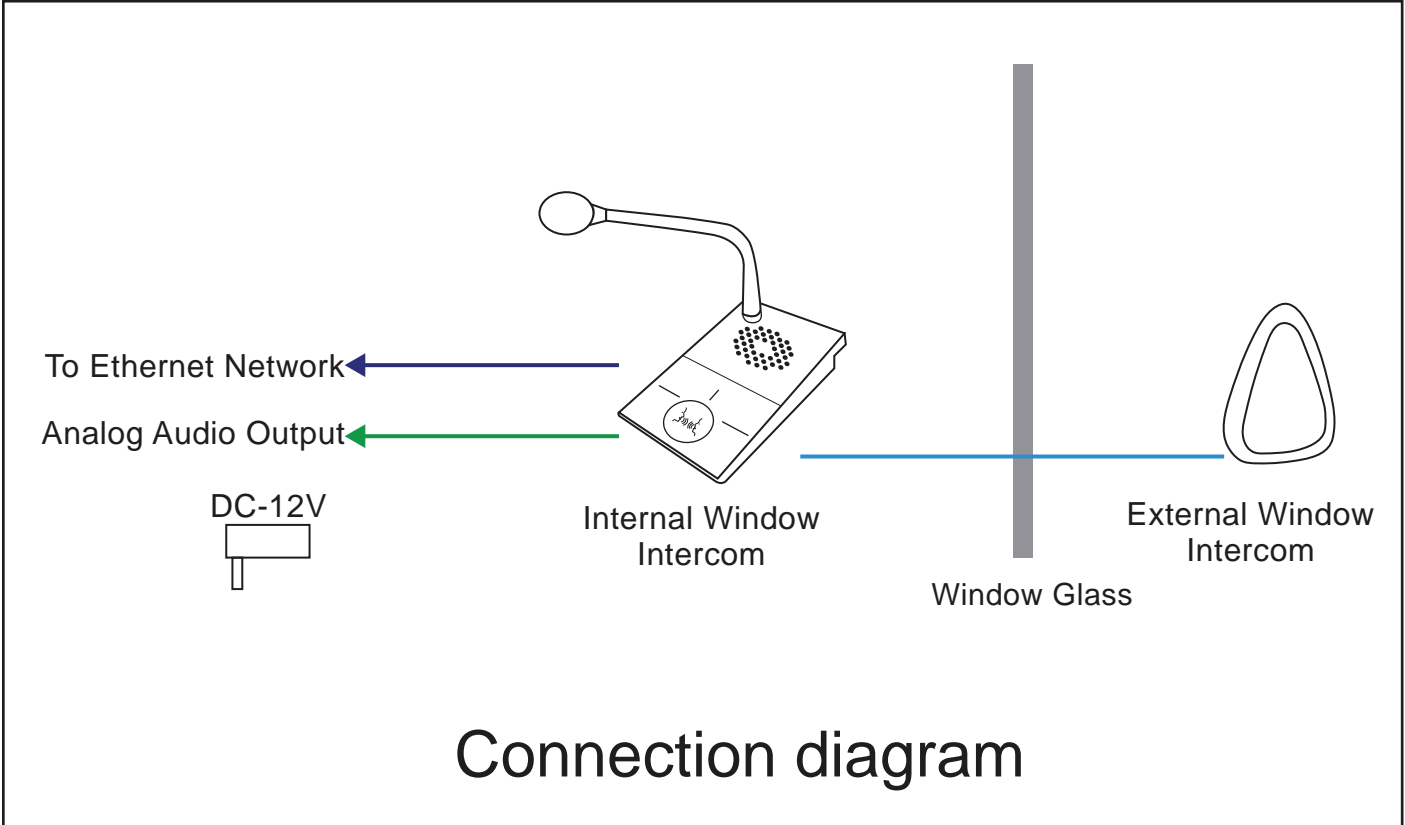 To Ethernet Network
Analog Audio Output
DC-12V
Internal Window
Intercom
External Window
Intercom
Window Glass
Connection diagram